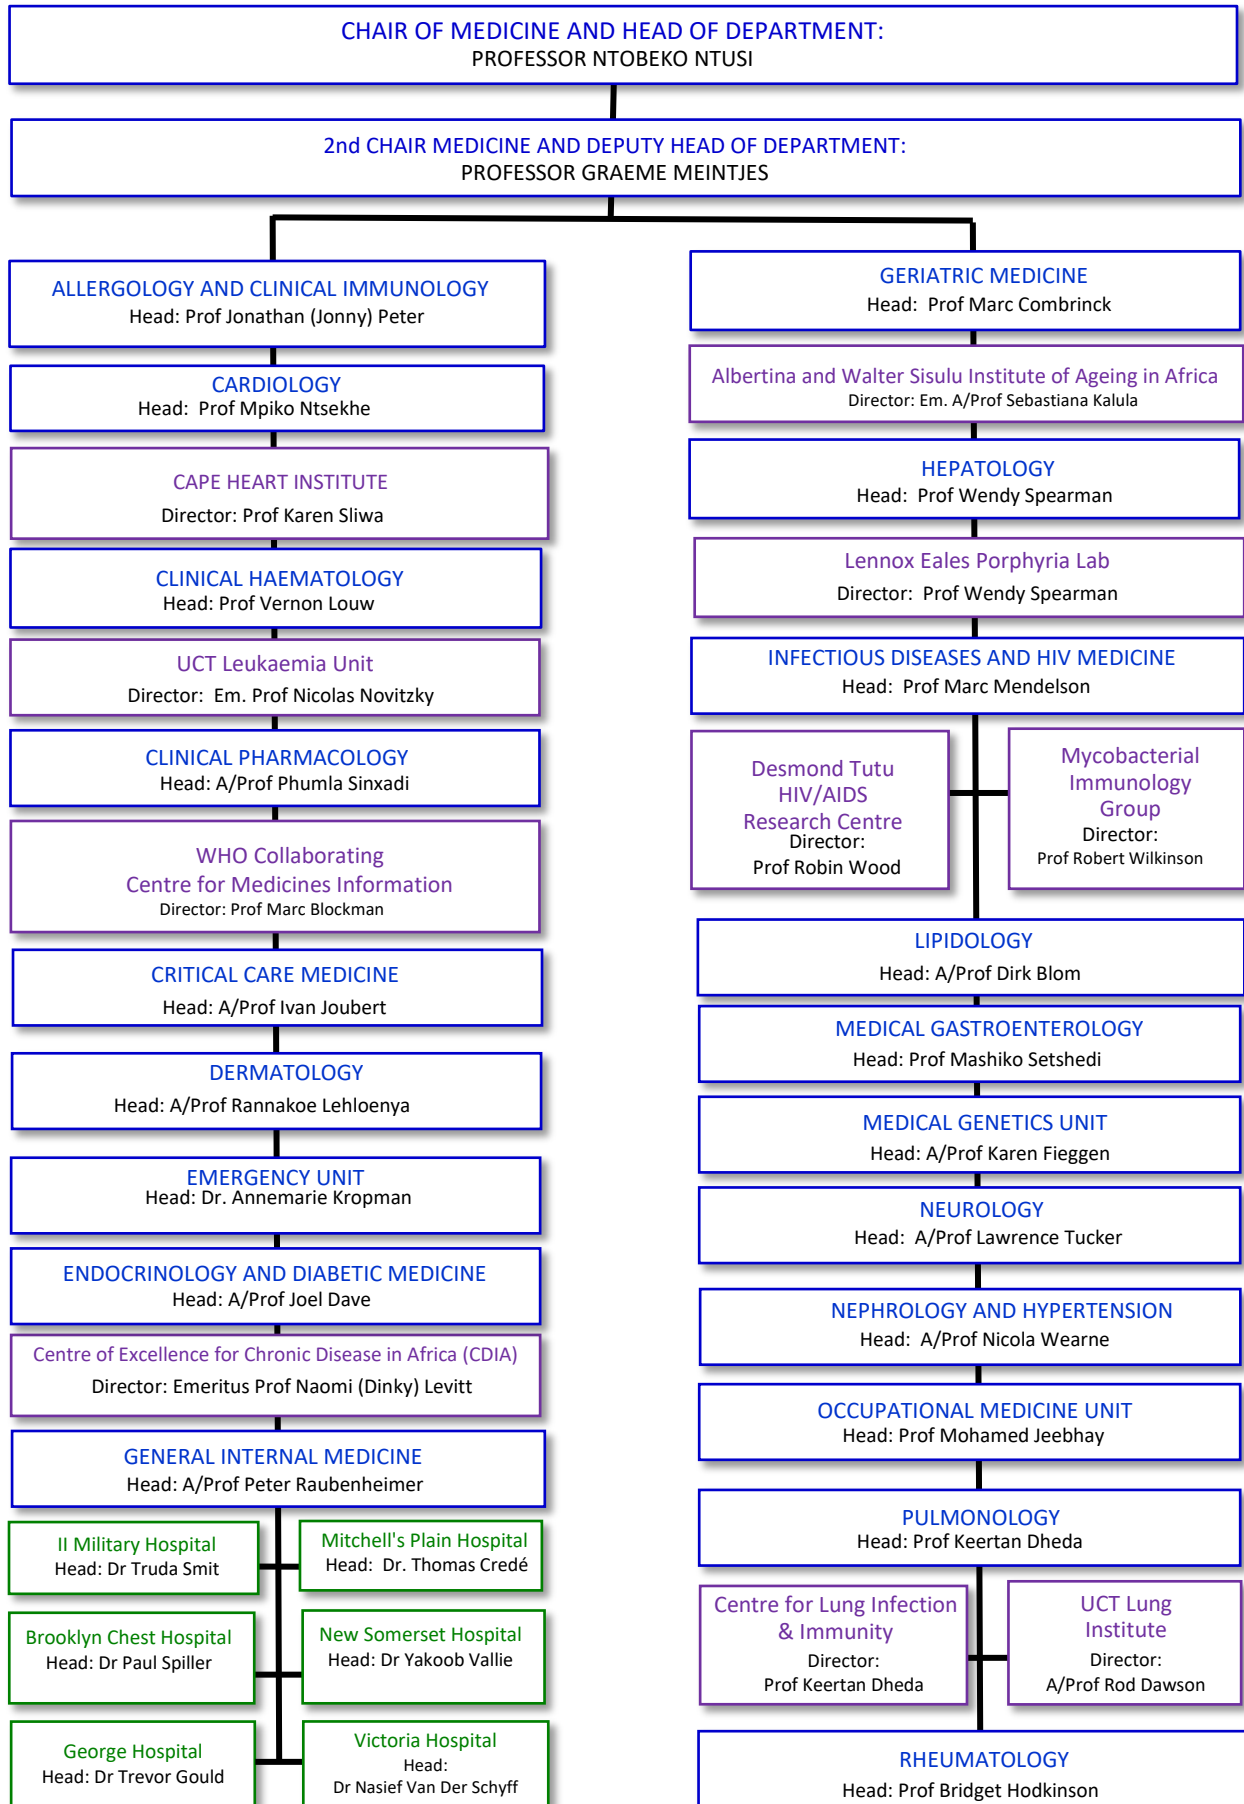 CHAIR OF MEDICINE AND HEAD OF DEPARTMENT:
PROFESSOR NTOBEKO NTUSI
2nd CHAIR MEDICINE AND DEPUTY HEAD OF DEPARTMENT:
PROFESSOR GRAEME MEINTJES
ALLERGOLOGY AND CLINICAL IMMUNOLOGY
Head: Prof Jonathan (Jonny) Peter
CARDIOLOGY
Head: Prof Mpiko Ntsekhe
CAPE HEART INSTITUTE
Director: Prof Karen Sliwa
CLINICAL HAEMATOLOGY
Head: Prof Vernon Louw
UCT Leukaemia Unit
Director: Em. Prof Nicolas Novitzky
CLINICAL PHARMACOLOGY
Head: A/Prof Phumla Sinxadi
WHO Collaborating
Centre for Medicines Information
Director: Prof Marc Blockman
CRITICAL CARE MEDICINE
Head: A/Prof Ivan Joubert
DERMATOLOGY
Head: A/Prof Rannakoe Lehloenya
EMERGENCY UNIT
Head: Dr. Annemarie Kropman
ENDOCRINOLOGY AND DIABETIC MEDICINE
Head: A/Prof Joel Dave
Centre of Excellence for Chronic Disease in Africa (CDIA)
Director: Emeritus Prof Naomi (Dinky) Levitt
GENERAL INTERNAL MEDICINE
Head: A/Prof Peter Raubenheimer
II Military Hospital
Head: Dr Truda Smit
Mitchell's Plain Hospital
Head: Dr. Thomas Credé
Brooklyn Chest Hospital
Head: Dr Paul Spiller
New Somerset Hospital
Head: Dr Yakoob Vallie
George Hospital
Head: Dr Trevor Gould
Victoria Hospital
Head:
Dr Nasief Van Der Schyff
GERIATRIC MEDICINE
Head: Prof Marc Combrinck
Albertina and Walter Sisulu Institute of Ageing in Africa
Director: Em. A/Prof Sebastiana Kalula
HEPATOLOGY
Head: Prof Wendy Spearman
Lennox Eales Porphyria Lab
Director: Prof Wendy Spearman
INFECTIOUS DISEASES AND HIV MEDICINE
Head: Prof Marc Mendelson
Desmond Tutu
HIV/AIDS
Research Centre
Director:
Prof Robin Wood
Mycobacterial
Immunology
Group
Director:
Prof Robert Wilkinson
LIPIDOLOGY
Head: A/Prof Dirk Blom
MEDICAL GASTROENTEROLOGY
Head: Prof Mashiko Setshedi
MEDICAL GENETICS UNIT
Head: A/Prof Karen Fieggen
NEUROLOGY
Head: A/Prof Lawrence Tucker
NEPHROLOGY AND HYPERTENSION
Head: A/Prof Nicola Wearne
OCCUPATIONAL MEDICINE UNIT
Head: Prof Mohamed Jeebhay
PULMONOLOGY
Head: Prof Keertan Dheda
Centre for Lung Infection
& Immunity
Director:
Prof Keertan Dheda
UCT Lung
Institute
Director:
A/Prof Rod Dawson
RHEUMATOLOGY
Head: Prof Bridget Hodkinson